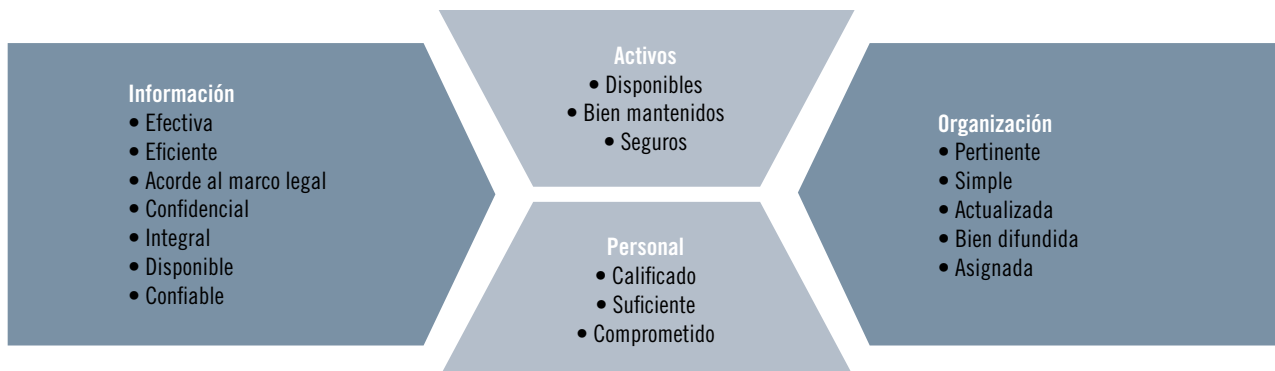 Información
• Efectiva
• Eficiente
• Acorde al marco legal
• Confidencial
• Integral
• Disponible
• Confiable
Activos
• Disponibles
• Bien mantenidos
• Seguros
Personal
• Calificado
• Suficiente
• Comprometido
Organización
• Pertinente
• Simple
• Actualizada
• Bien difundida
• Asignada